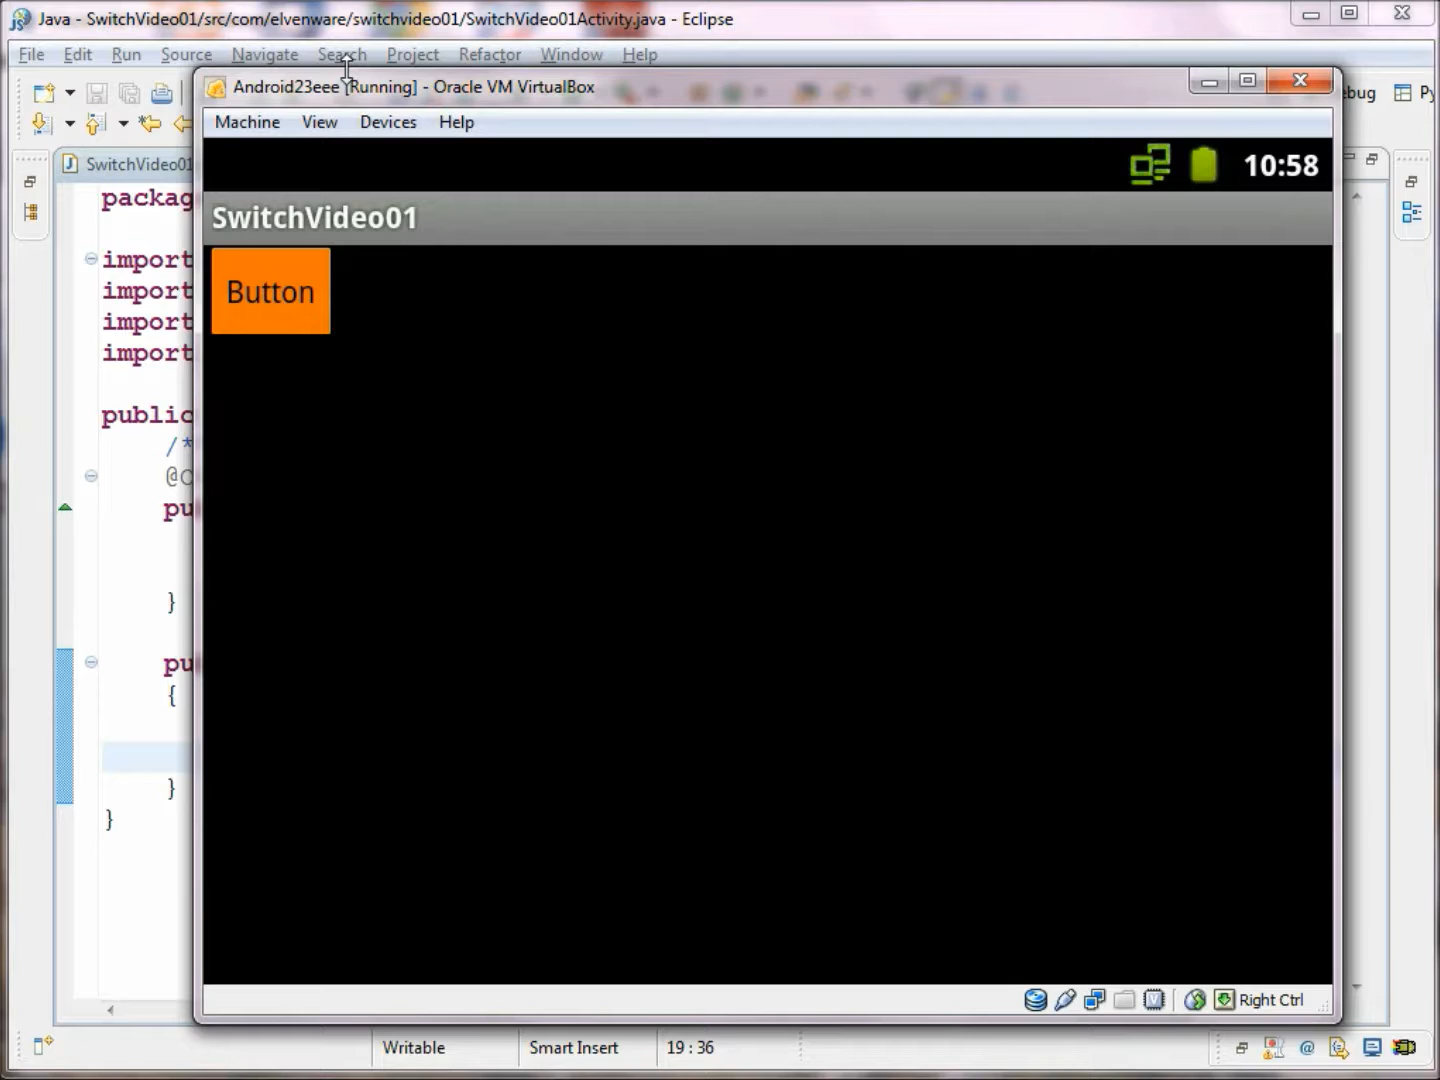 Java - SwitchVideo01/src/com/elvenware/switchvideo01/SwitchVideo01Activity.java - Eclipse
File Edit Run Source Navigate Search Project Refactor Window Help
Android23eee [Running] - Oracle VM VirtualBox
ebug Py
Machine View Devices Help
SwitchVideo01
10:58
packag
SwitchVideo01
import
Button
import
import
import
public
/*
@O
pu
}
pu
{
}
}
Right Ctrl
Writable Smart Insert 19 : 36